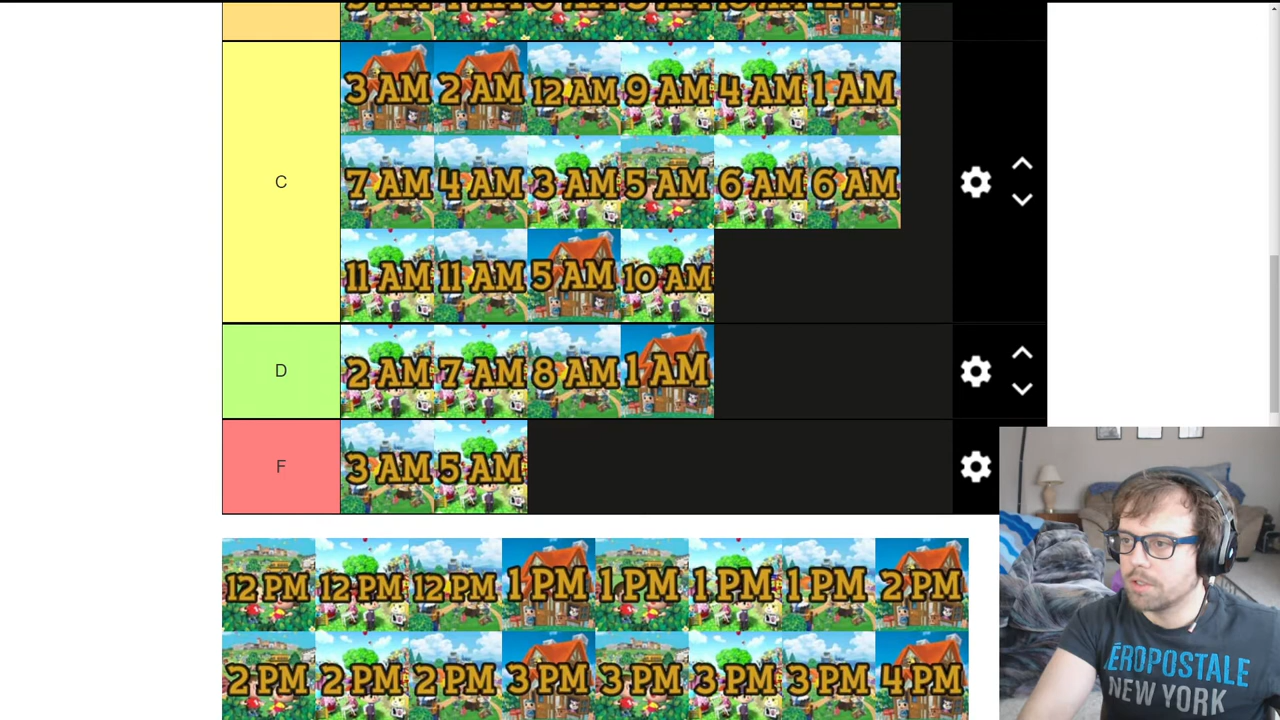 C
3 AM 2 AM 12 AM 9 AM 4 AM 1 AM
7 AM 4 AM 3 AM 5 AM 6 AM 6 AM
11 AM 11 AM 5 AM 10 AM
D
2 AM 7 AM 8 AM 1 AM
F
3 AM 5 AM
12 PM 12 PM 12 PM 1 PM 1 PM 1 PM 1 PM 2 PM
2 PM 2 PM 2 PM 3 PM 3 PM 3 PM 3 PM 4 PM
AÉROPOSTALE
NEW YORK